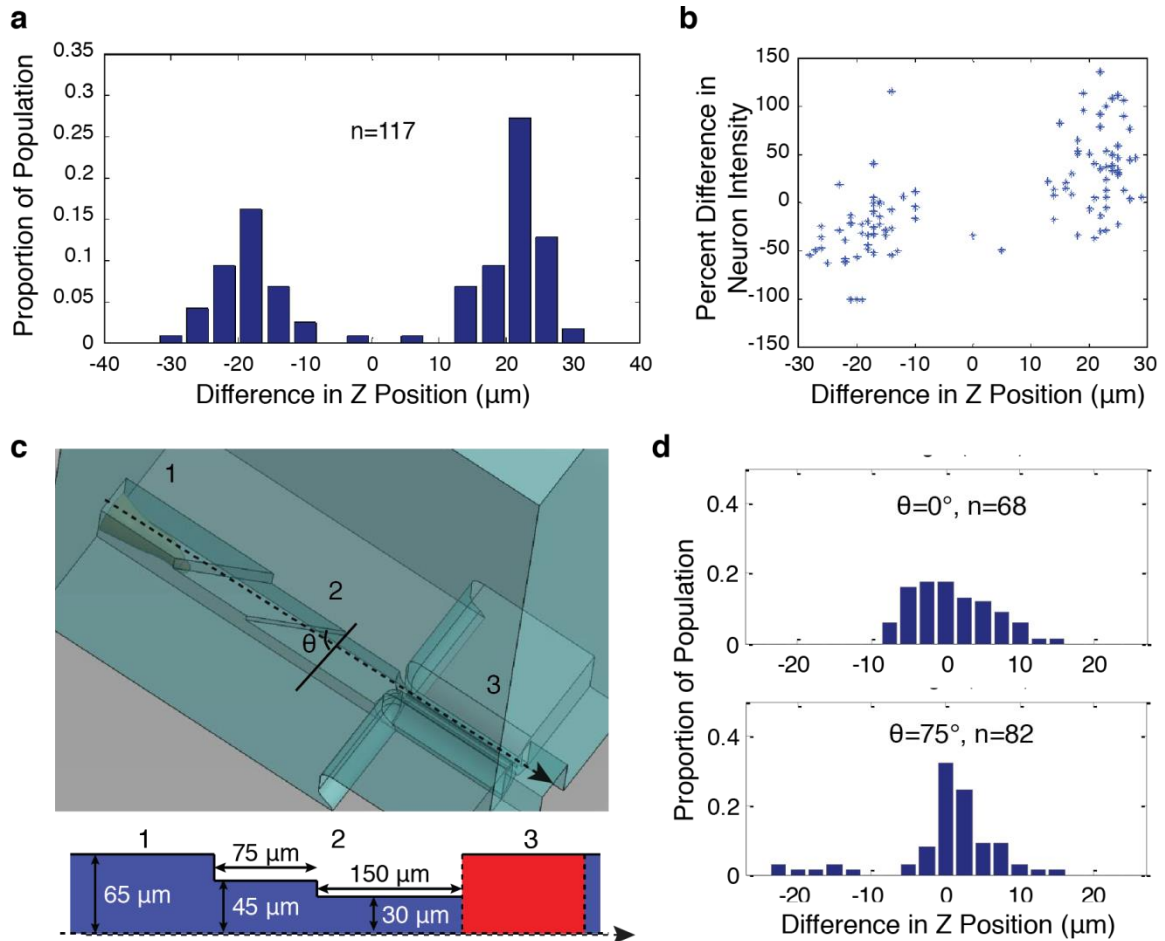 a
0.35
0.3
0.25
0.2
0.15
0.1
0.05
0
Proportion of Population
n=117
-40 -30 -20 -10 0 10 20 30 40
Difference in Z Position (µm)
b
150
100
50
0
-50
-100
-150
Percent Difference in
Neuron Intensity
-30 -20 -10 0 10 20 30
Difference in Z Position (µm)
c
1
2
θ
3
1 2 3
75 µm
150 µm
65 µm
45 µm
30 µm
d
Proportion of Population
0.4
0.2
0
θ=0°, n=68
-20 -10 0 10 20
0.4
0.2
0
θ=75°, n=82
-20 -10 0 10 20
Difference in Z Position (µm)